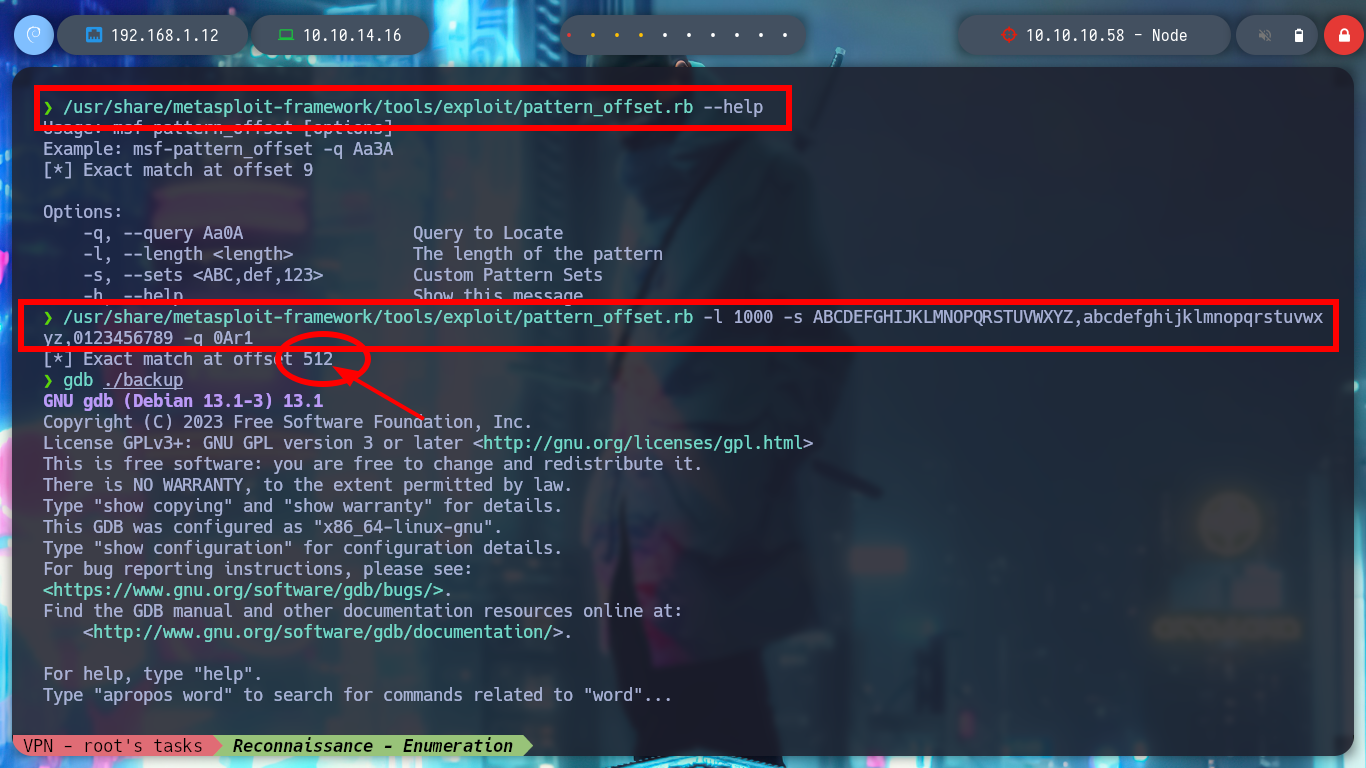 192.168.1.12
10.10.14.16
10.10.10.58 - Node
❯ /usr/share/metasploit-framework/tools/exploit/pattern_offset.rb --help
Usage: msf-pattern_offset [options]
Example: msf-pattern_offset -q Aa3A
[*] Exact match at offset 9
Options:
-q, --query Aa0A Query to Locate
-l, --length <length> The length of the pattern
-s, --sets <ABC,def,123> Custom Pattern Sets
-h, --help Show this message
❯ /usr/share/metasploit-framework/tools/exploit/pattern_offset.rb -l 1000 -s ABCDEFGHIJKLMNOPQRSTUVWXYZ,abcdefghijklmnopqrstuvwx
yz,0123456789 -q 0Ar1
[*] Exact match at offset 512
❯ gdb ./backup
GNU gdb (Debian 13.1-3) 13.1
Copyright (C) 2023 Free Software Foundation, Inc.
License GPLv3+: GNU GPL version 3 or later <http://gnu.org/licenses/gpl.html>
This is free software: you are free to change and redistribute it.
There is NO WARRANTY, to the extent permitted by law.
Type "show copying" and "show warranty" for details.
This GDB was configured as "x86_64-linux-gnu".
Type "show configuration" for configuration details.
For bug reporting instructions, please see:
<https://www.gnu.org/software/gdb/bugs/>.
Find the GDB manual and other documentation resources online at:
<http://www.gnu.org/software/gdb/documentation/>.
For help, type "help".
Type "apropos word" to search for commands related to "word"...
VPN - root's tasks Reconnaissance - Enumeration